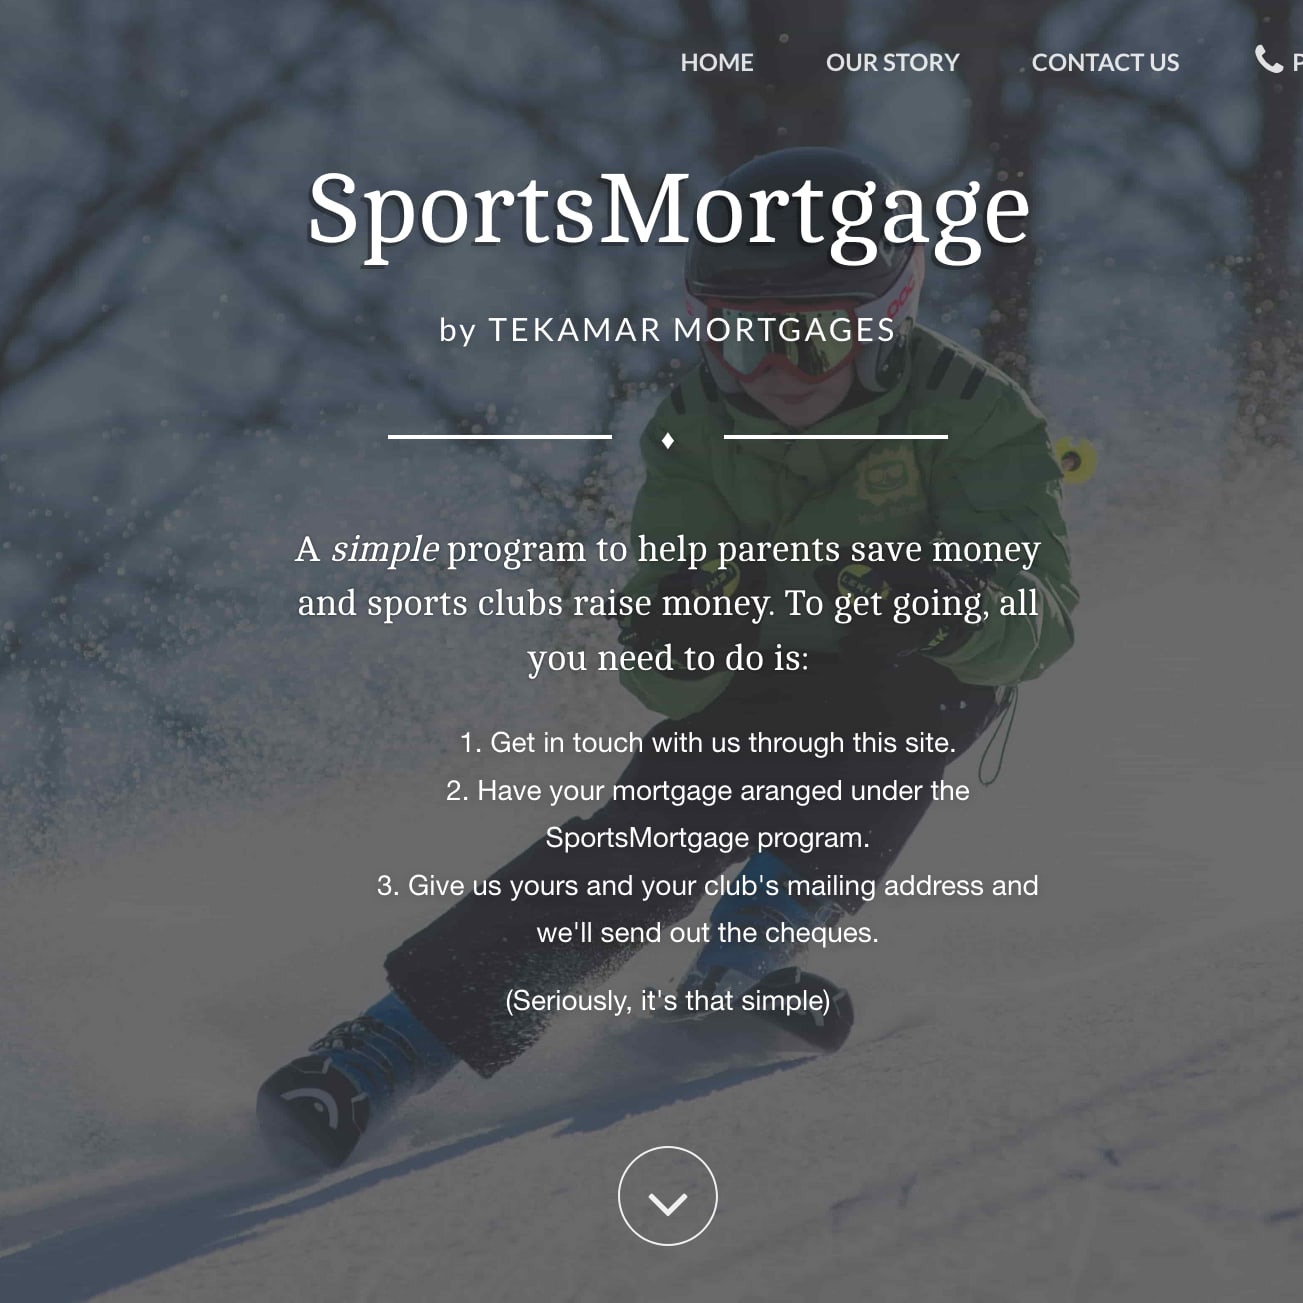 HOME OUR STORY CONTACT US
SportsMortgage
by TEKAMAR MORTGAGES
A simple program to help parents save money
and sports clubs raise money. To get going, all
you need to do is:
1. Get in touch with us through this site.
2. Have your mortgage aranged under the
SportsMortgage program.
3. Give us yours and your club's mailing address and
we'll send out the cheques.
(Seriously, it's that simple)
POC
LEKI
LEKI